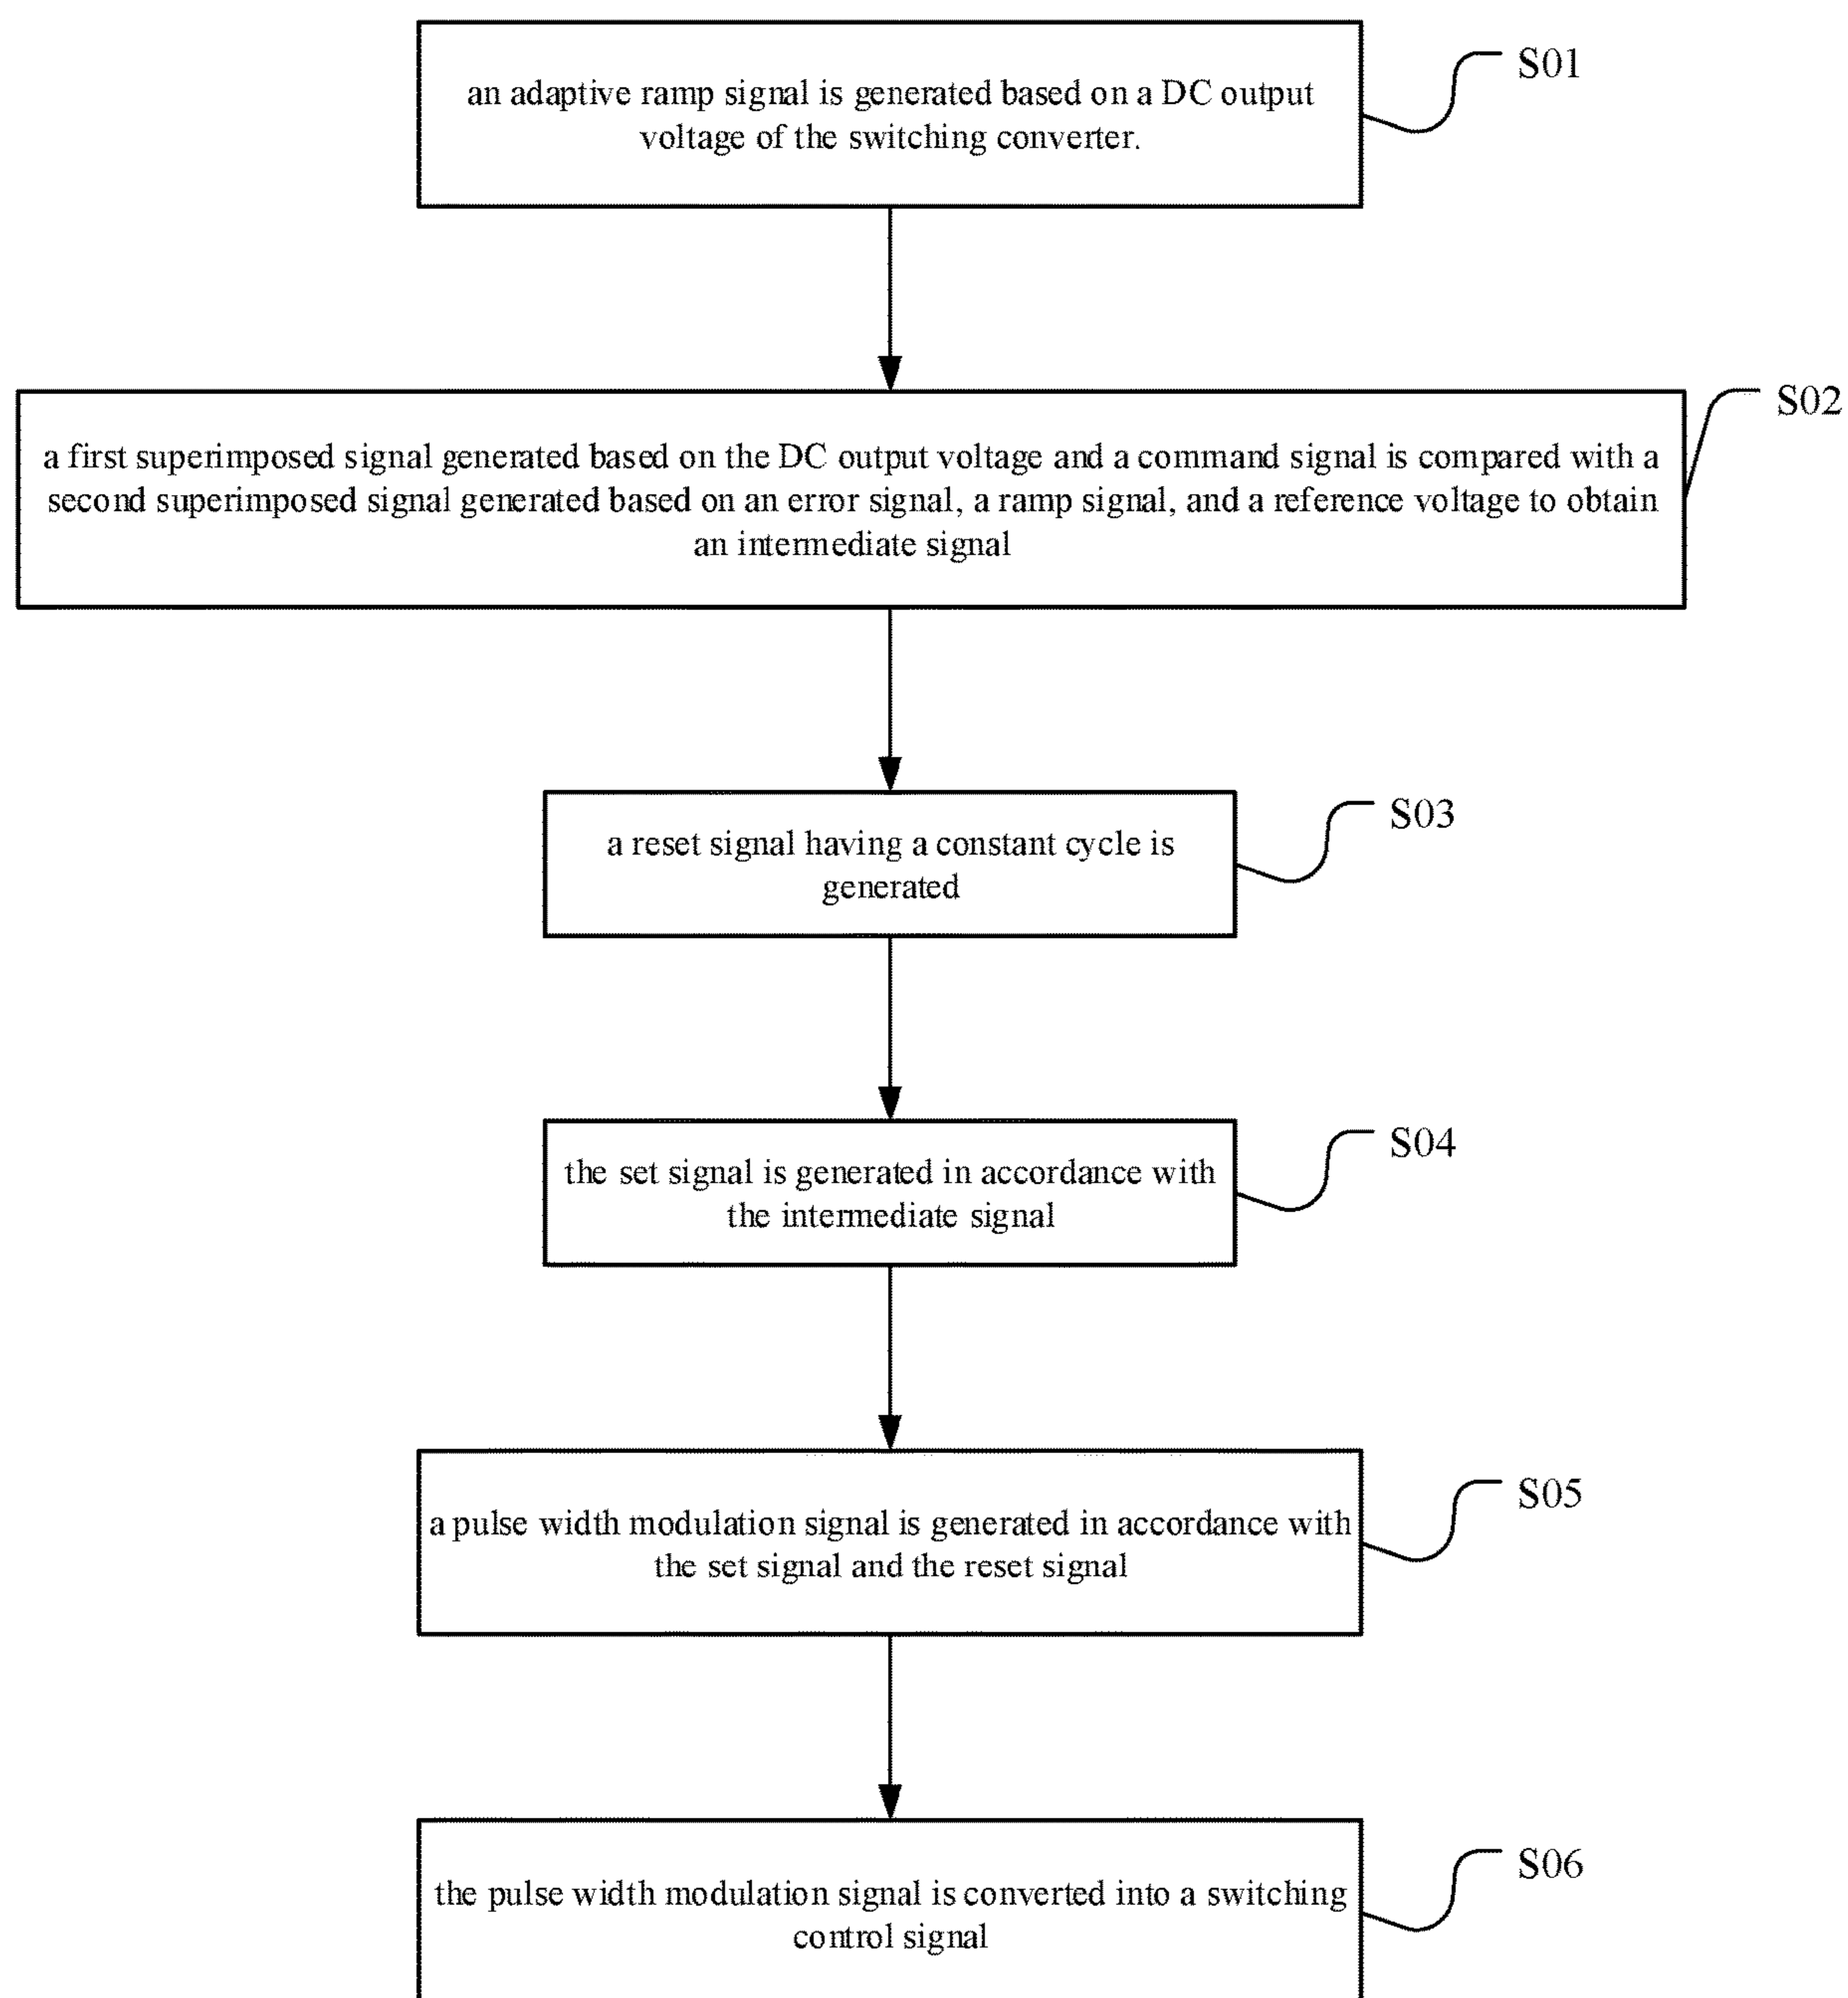 S01
an adaptive ramp signal is generated based on a DC output
voltage of the switching converter.
S02
a first superimposed signal generated based on the DC output voltage and a command signal is compared with a
second superimposed signal generated based on an error signal, a ramp signal, and a reference voltage to obtain
an intermediate signal
S03
a reset signal having a constant cycle is
generated
S04
the set signal is generated in accordance with
the intermediate signal
S05
a pulse width modulation signal is generated in accordance with
the set signal and the reset signal
S06
the pulse width modulation signal is converted into a switching
control signal